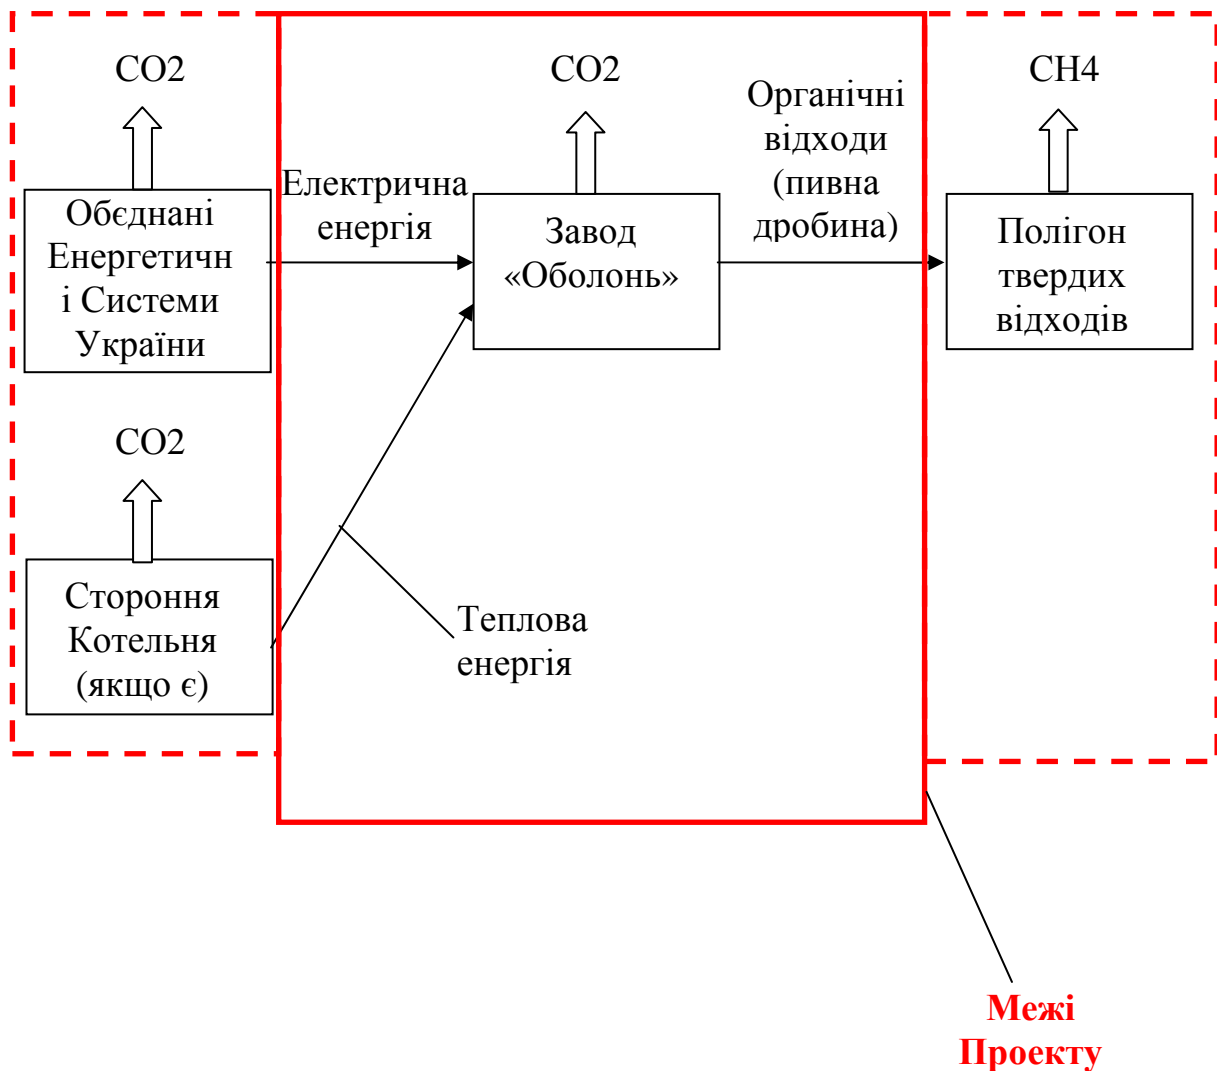 CO2
CO2
CH4
Органічні
відходи
(пивна
дробина)
Електрична
енергія
Обєднані
Енергетичн
і Системи
України
Завод
«Оболонь»
Полігон
твердих
відходів
CO2
Стороння
Котельня
(якщо є)
Теплова
енергія
Межі
Проекту